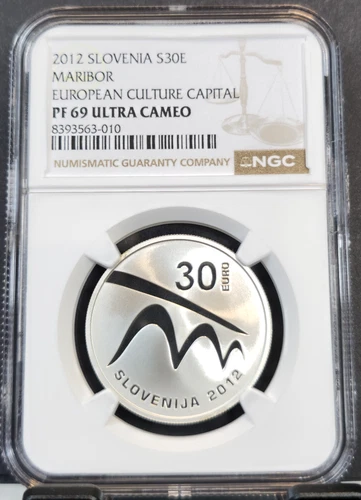 2012 SLOVENIA S30E
MARIBOR
EUROPEAN CULTURE CAPITAL
PF 69 ULTRA CAMEO
8393563-010
NUMISMATIC GUARANTY COMPANY NGC
30 EURO
SLOVENIJA 2012